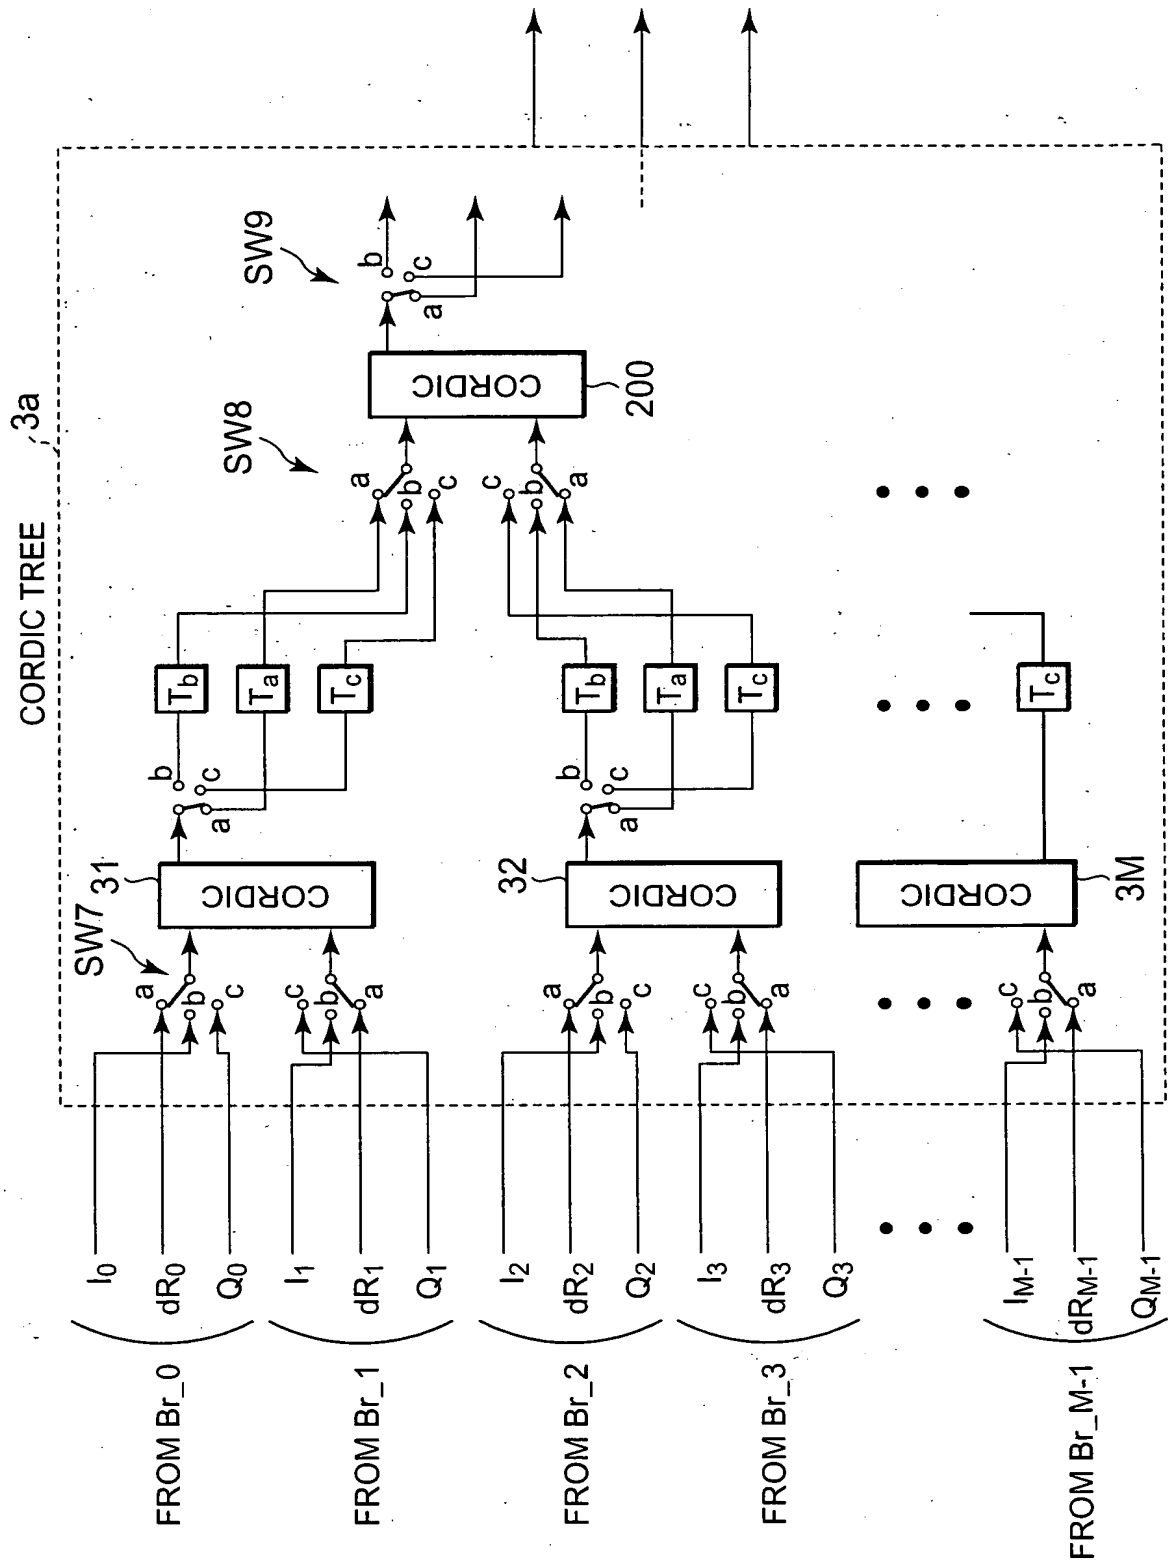 CORDIC TREE
3a
SW9
b
c
a
CORDIC
200
SW8
a
b
c
c
b
a
Tb
Ta
Tc
Tb
Ta
Tc
Tc
b
c
a
b
c
a
31
CORDIC
32
CORDIC
3M
CORDIC
SW7
a
b
c
c
b
a
a
b
c
c
b
a
c
b
a
I0
dR0
Q0
I1
dR1
Q1
I2
dR2
Q2
I3
dR3
Q3
IM-1
dRM-1
QM-1
FROM Br_0
FROM Br_1
FROM Br_2
FROM Br_3
FROM Br_M-1